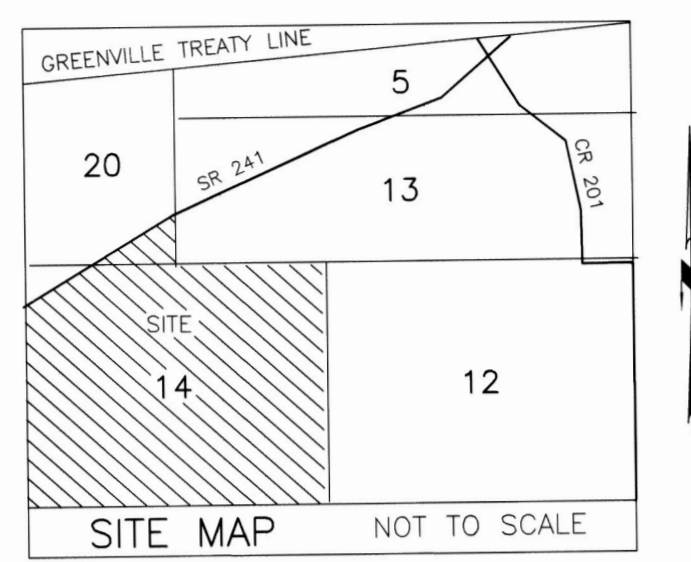 GREENVILLE TREATY LINE
5
20
SR 241
13
CR 201
SITE
14
12
SITE MAP
NOT TO SCALE